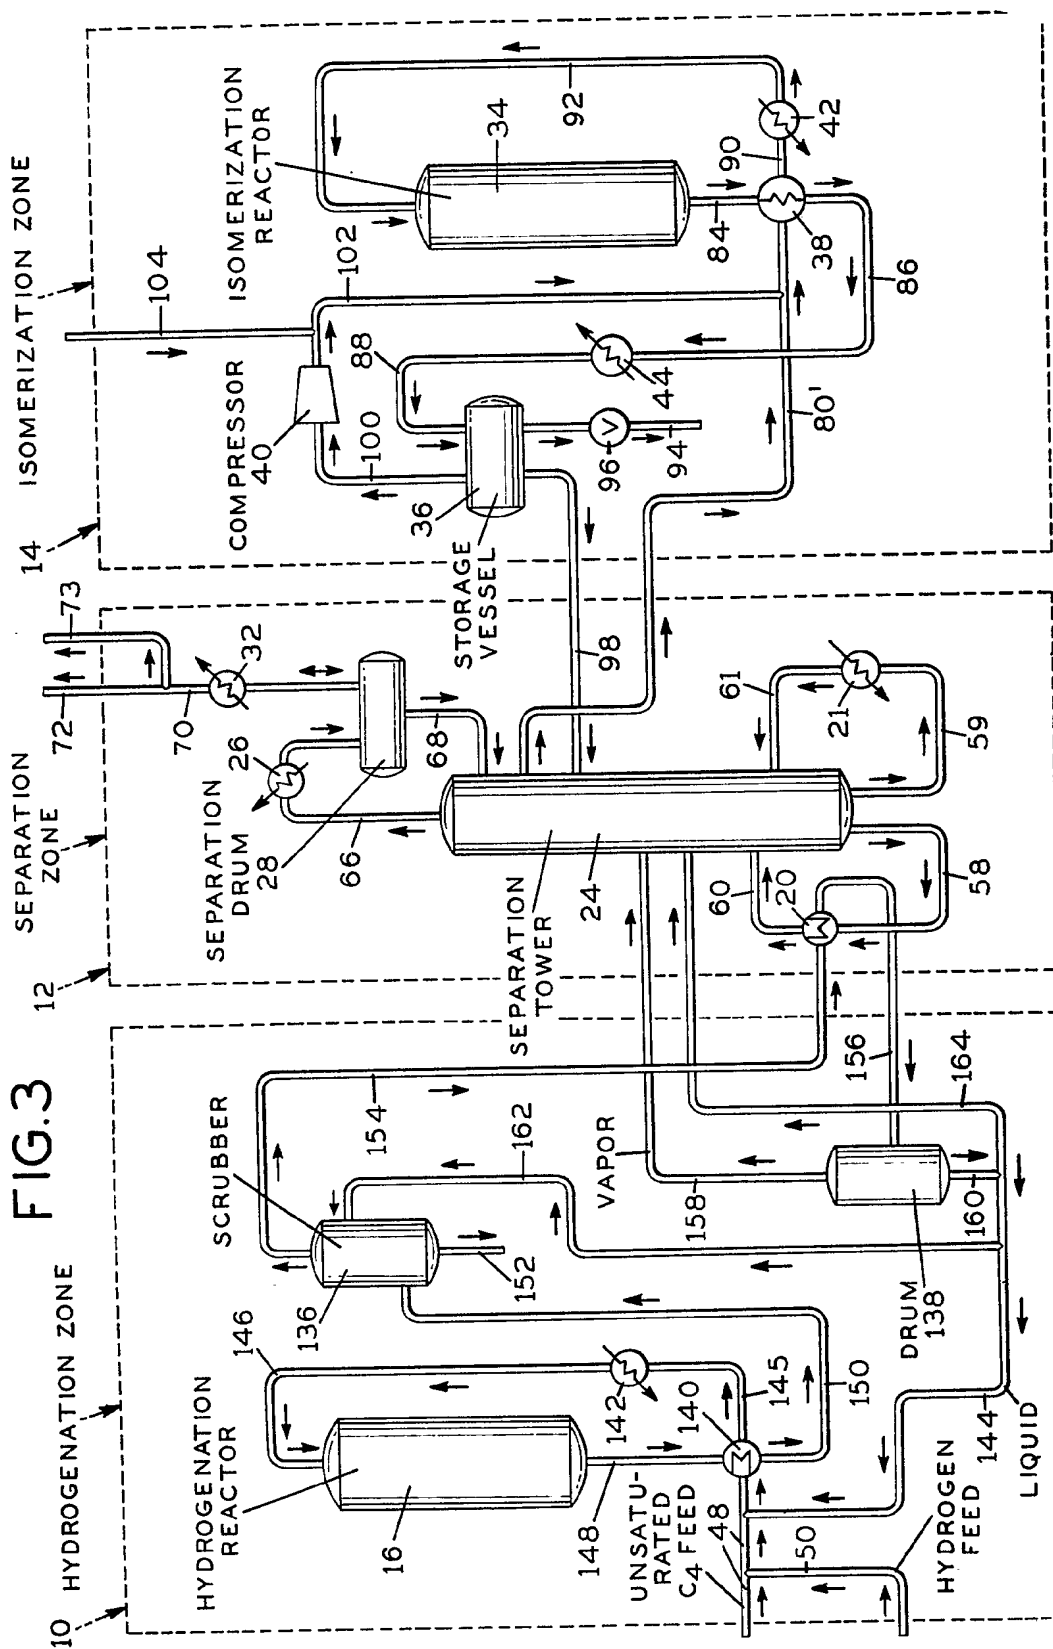 FIG.3
10
HYDROGENATION ZONE
12
SEPARATION
ZONE
14
ISOMERIZATION ZONE
HYDROGENATION
REACTOR
16
146
148
UNSATU-
RATED
C4 FEED
48
50
HYDROGEN
FEED
142
140
145
150
144
LIQUID
SCRUBBER
136
152
154
162
VAPOR
158
DRUM
138
160
164
156
SEPARATION
TOWER
24
SEPARATION
DRUM
28
66
26
68
70
72
73
32
60
20
58
61
21
59
98
STORAGE
VESSEL
36
100
COMPRESSOR
40
88
96
94
44
80'
104
102
ISOMERIZATION
REACTOR
34
92
84
90
42
38
86